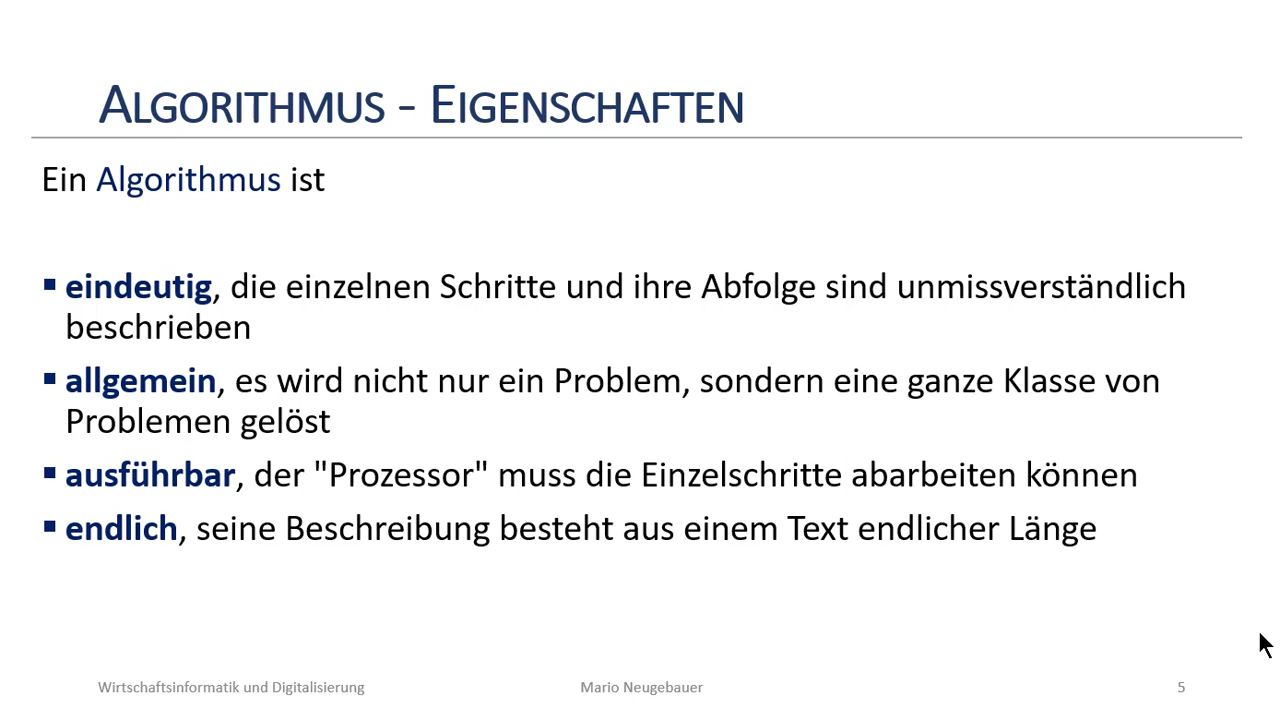 ALGORITHMUS - EIGENSCHAFTEN
Ein Algorithmus ist
▪ eindeutig, die einzelnen Schritte und ihre Abfolge sind unmissverständlich
beschrieben
▪ allgemein, es wird nicht nur ein Problem, sondern eine ganze Klasse von
Problemen gelöst
▪ ausführbar, der "Prozessor" muss die Einzelschritte abarbeiten können
▪ endlich, seine Beschreibung besteht aus einem Text endlicher Länge
Wirtschaftsinformatik und Digitalisierung
Mario Neugebauer
5